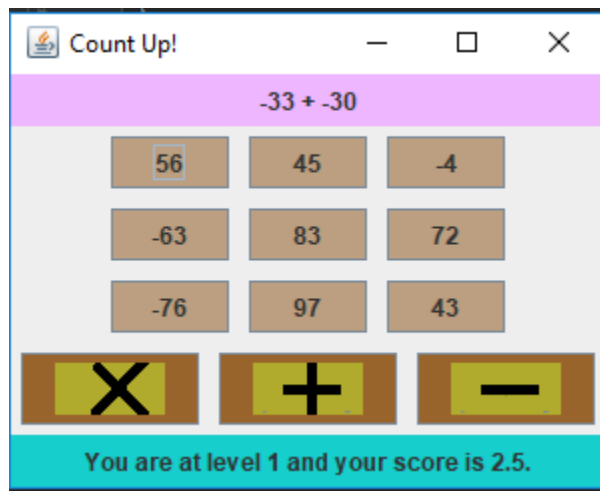 Count Up!
-33 + -30
56 45 -4
-63 83 72
-76 97 43
× + −
You are at level 1 and your score is 2.5.